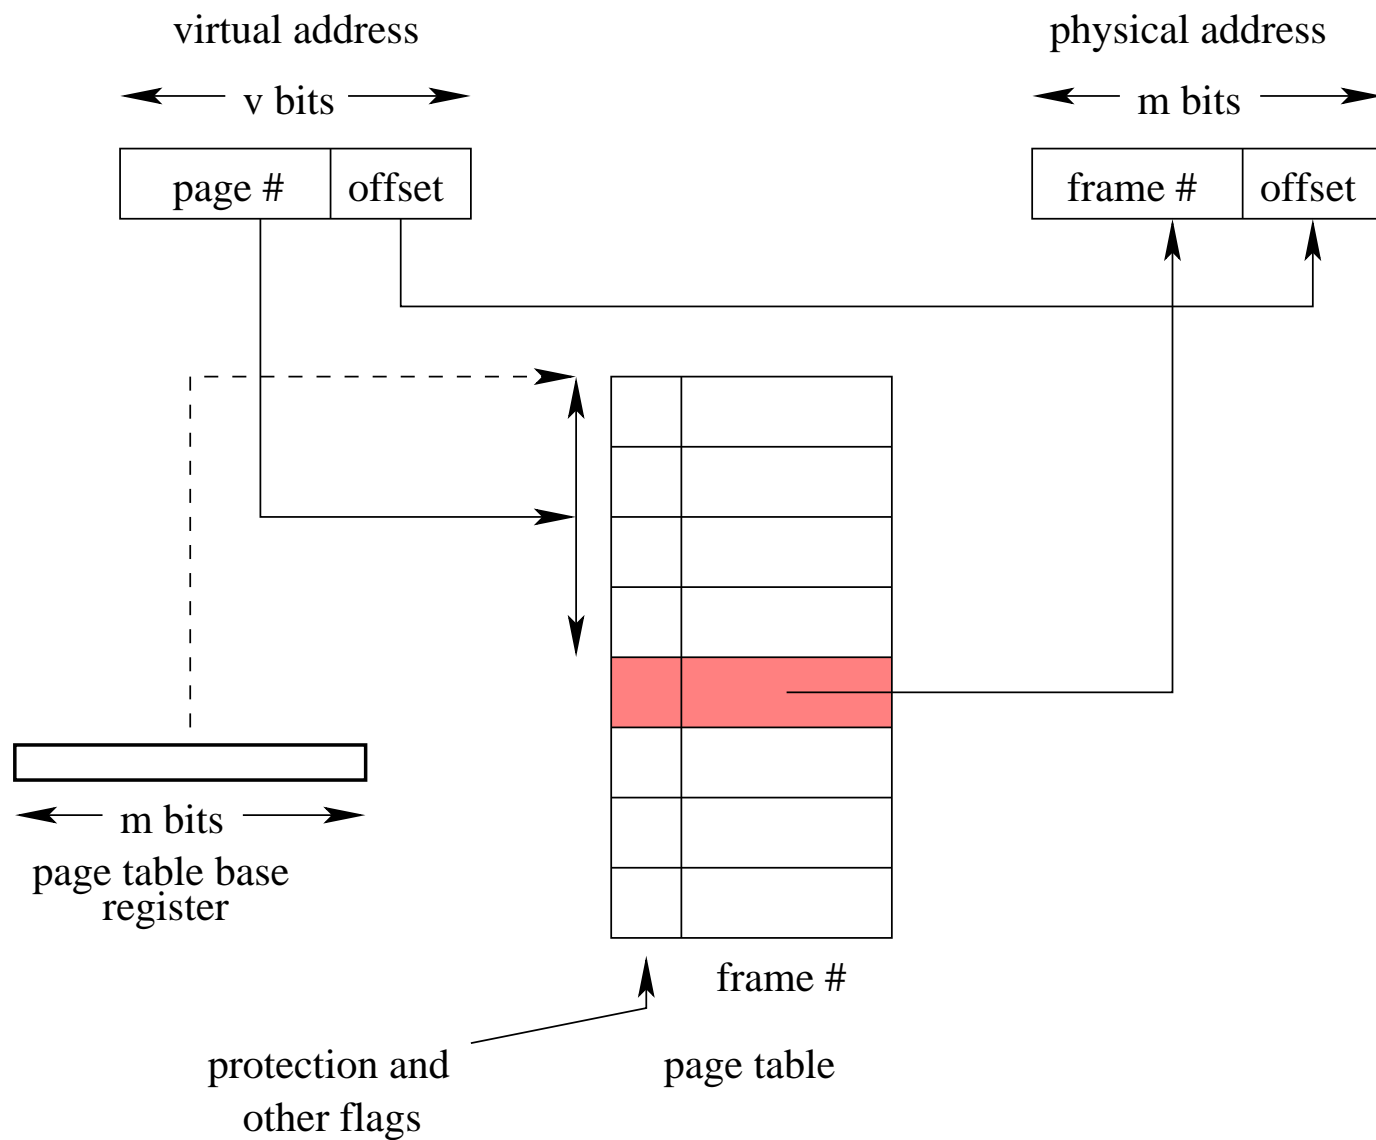 virtual address
physical address
v bits
m bits
page #
offset
frame #
offset
m bits
page table base
register
frame #
protection and
other flags
page table